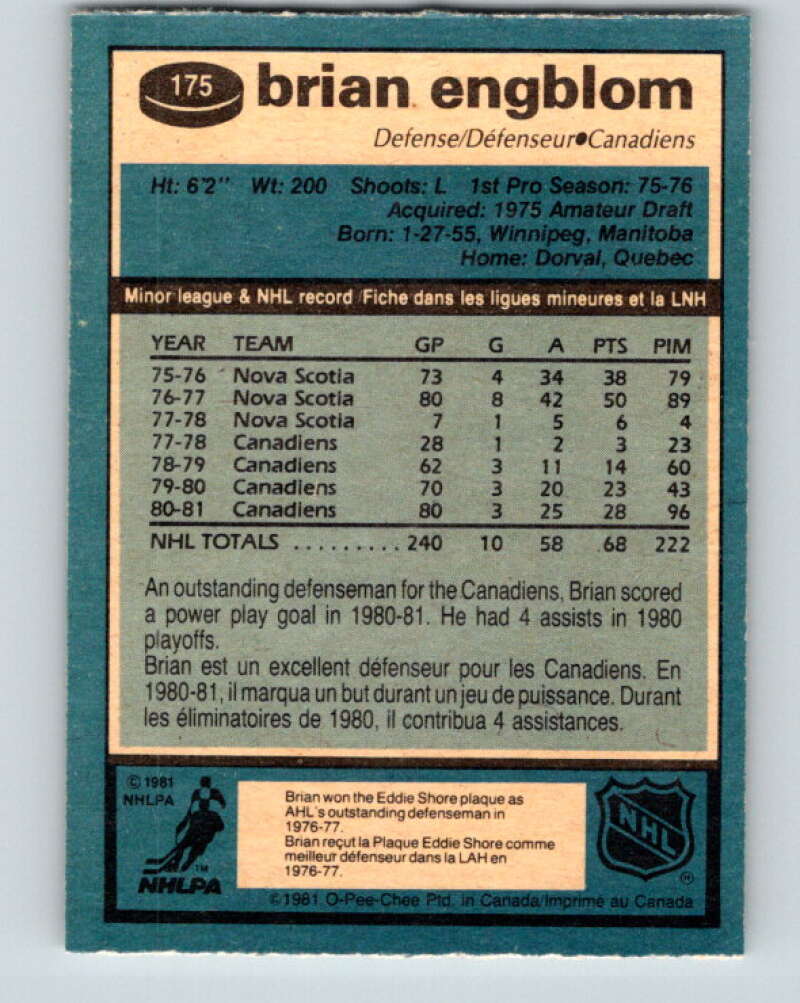 175 brian engblom
Defense/Défenseur●Canadiens
Ht: 6'2" Wt: 200 Shoots: L 1st Pro Season: 75-76
Acquired: 1975 Amateur Draft
Born: 1-27-55, Winnipeg, Manitoba
Home: Dorval, Quebec
Minor league & NHL record/Fiche dans les ligues mineures et la LNH
YEAR TEAM GP G A PTS PIM
75-76 Nova Scotia 73 4 34 38 79
76-77 Nova Scotia 80 8 42 50 89
77-78 Nova Scotia 7 1 5 6 4
77-78 Canadiens 28 1 2 3 23
78-79 Canadiens 62 3 11 14 60
79-80 Canadiens 70 3 20 23 43
80-81 Canadiens 80 3 25 28 96
NHL TOTALS ......... 240 10 58 68 222
An outstanding defenseman for the Canadiens, Brian scored
a power play goal in 1980-81. He had 4 assists in 1980
playoffs.
Brian est un excellent défenseur pour les Canadiens. En
1980-81, il marqua un but durant un jeu de puissance. Durant
les éliminatoires de 1980, il contribua 4 assistances.
© 1981
NHLPA
TM
NHLPA
Brian won the Eddie Shore plaque as
AHL's outstanding defenseman in
1976-77.
Brian reçut la Plaque Eddie Shore comme
meilleur défenseur dans la LAH en
1976-77.
NHL
©1981 O-Pee-Chee Ptd. in Canada/Imprimé au Canada